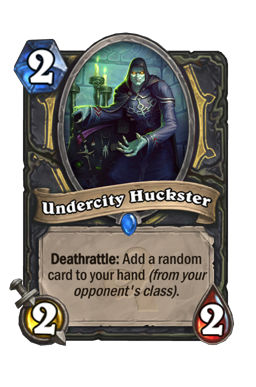 2
Undercity Huckster
Deathrattle: Add a random
card to your hand (from your
opponent's class).
2
2